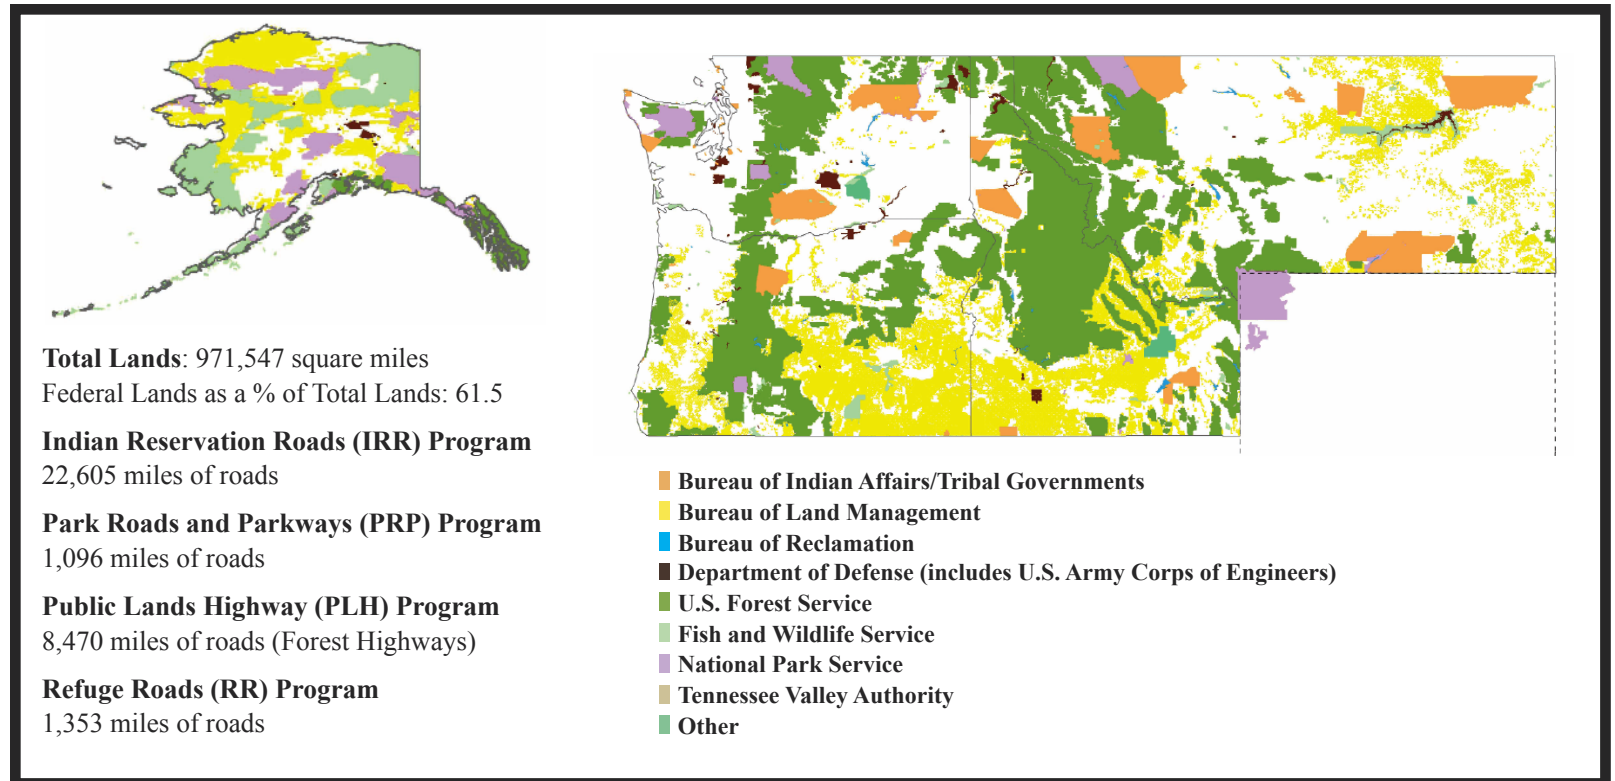 Total Lands: 971,547 square miles
Federal Lands as a % of Total Lands: 61.5
Indian Reservation Roads (IRR) Program
22,605 miles of roads
Park Roads and Parkways (PRP) Program
1,096 miles of roads
Public Lands Highway (PLH) Program
8,470 miles of roads (Forest Highways)
Refuge Roads (RR) Program
1,353 miles of roads
Bureau of Indian Affairs/Tribal Governments
Bureau of Land Management
Bureau of Reclamation
Department of Defense (includes U.S. Army Corps of Engineers)
U.S. Forest Service
Fish and Wildlife Service
National Park Service
Tennessee Valley Authority
Other